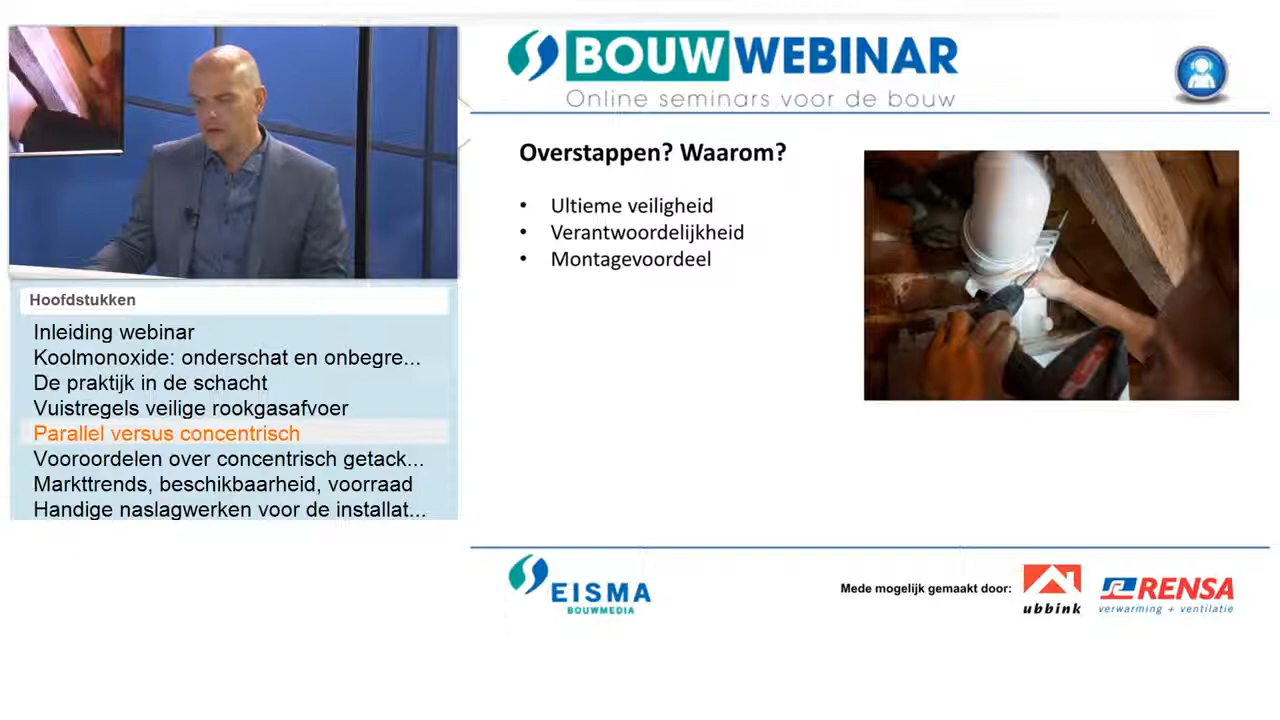 BOUWWEBINAR
Online seminars voor de bouw
Overstappen? Waarom?
• Ultieme veiligheid
• Verantwoordelijkheid
• Montagevoordeel
Hoofdstukken
Inleiding webinar
Koolmonoxide: onderschat en onbegre...
De praktijk in de schacht
Vuistregels veilige rookgasafvoer
Parallel versus concentrisch
Vooroordelen over concentrisch getack...
Markttrends, beschikbaarheid, voorraad
Handige naslagwerken voor de installat...
EISMA
BOUWMEDIA
Mede mogelijk gemaakt door:
ubbink
RENSA
verwarming + ventilatie